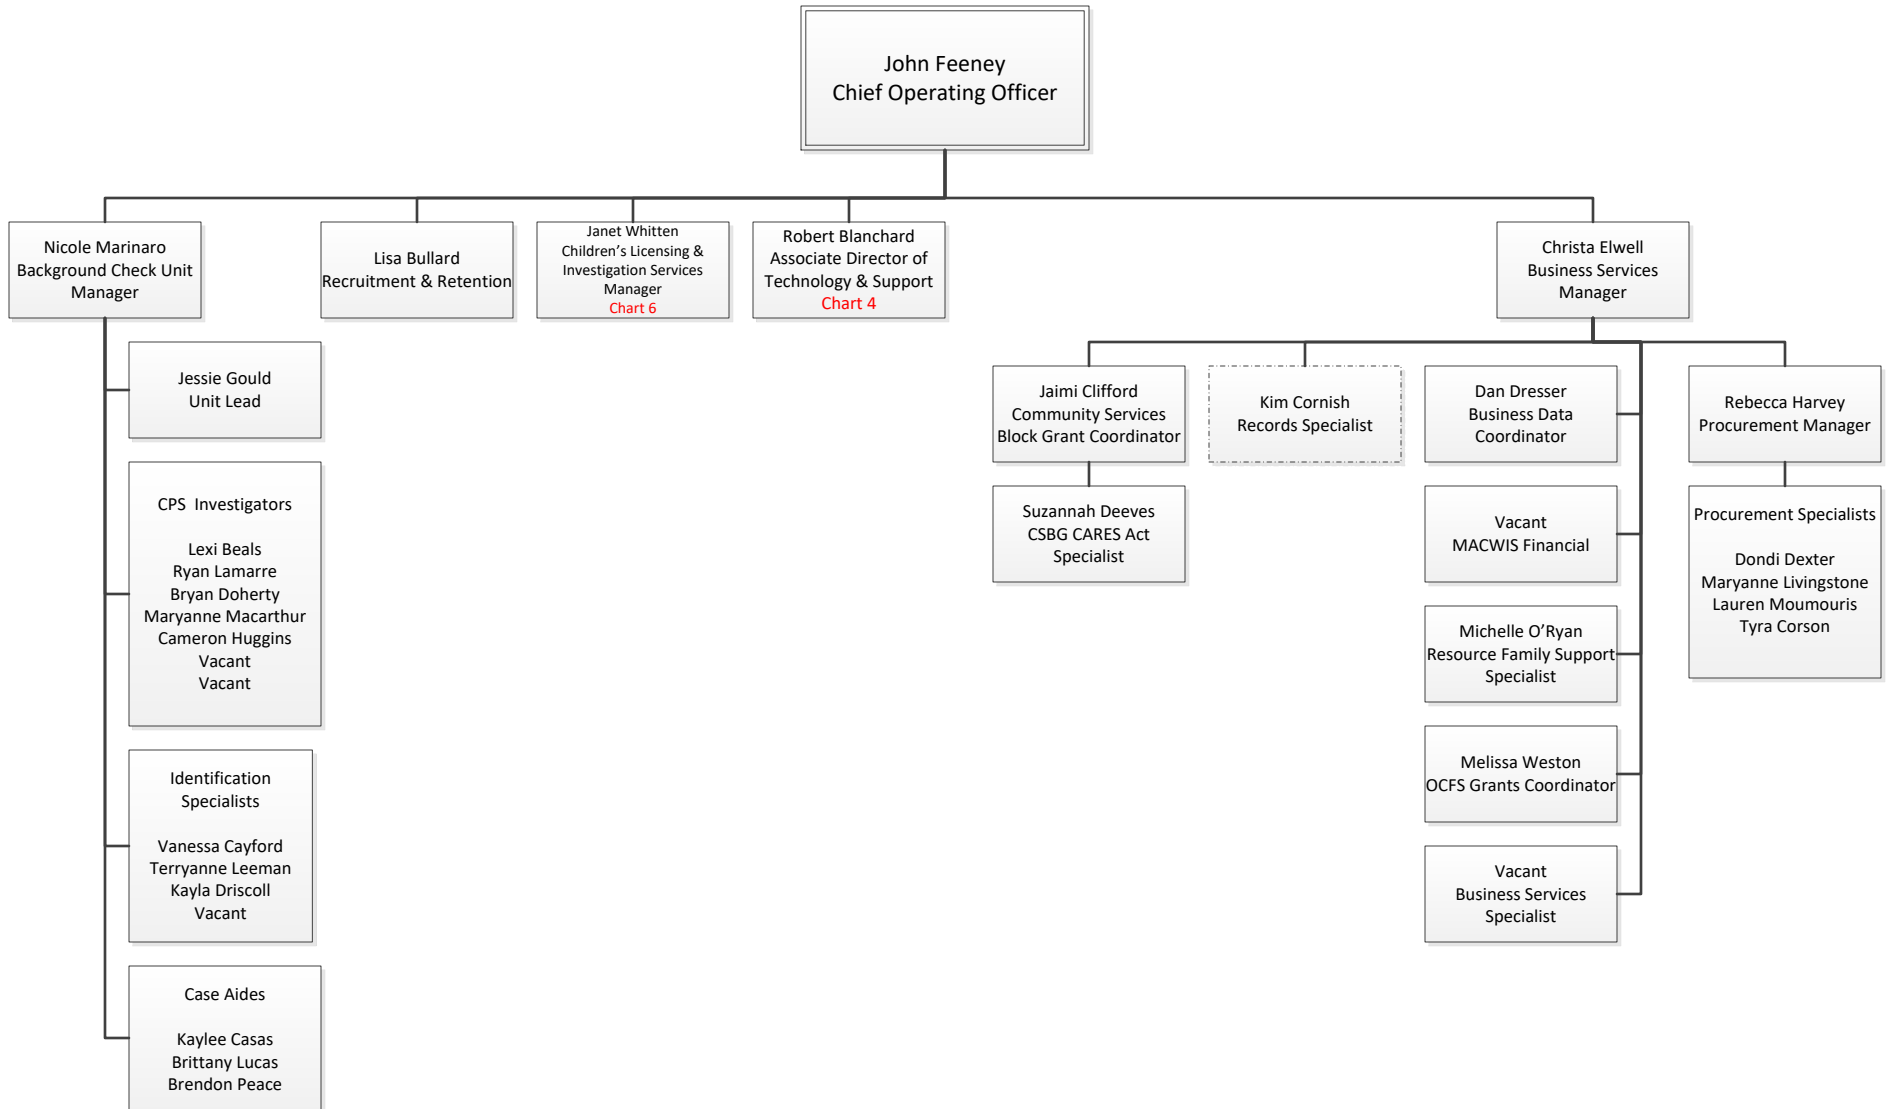 John Feeney
Chief Operating Officer
Nicole Marinaro
Background Check Unit
Manager
Lisa Bullard
Recruitment & Retention
Janet Whitten
Children’s Licensing &
Investigation Services
Manager
Chart 6
Robert Blanchard
Associate Director of
Technology & Support
Chart 4
Christa Elwell
Business Services
Manager
Jessie Gould
Unit Lead
CPS  Investigators
Lexi Beals
Ryan Lamarre
Bryan Doherty
Maryanne Macarthur
Cameron Huggins
Vacant
Vacant
Identification
Specialists
Vanessa Cayford
Terryanne Leeman
Kayla Driscoll
Vacant
Case Aides
Kaylee Casas
Brittany Lucas
Brendon Peace
Jaimi Clifford
Community Services
Block Grant Coordinator
Suzannah Deeves
CSBG CARES Act
Specialist
Kim Cornish
Records Specialist
Dan Dresser
Business Data
Coordinator
Vacant
MACWIS Financial
Michelle O’Ryan
Resource Family Support
Specialist
Melissa Weston
OCFS Grants Coordinator
Vacant
Business Services
Specialist
Rebecca Harvey
Procurement Manager
Procurement Specialists
Dondi Dexter
Maryanne Livingstone
Lauren Moumouris
Tyra Corson